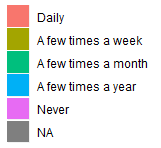 Daily
A few times a week
A few times a month
A few times a year
Never
NA